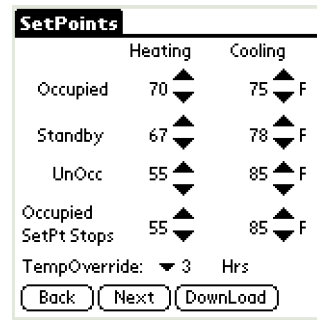 SetPoints
Heating Cooling
Occupied 70 75 F
Standby 67 78 F
UnOcc 55 85 F
Occupied
SetPt Stops 55 85 F
TempOverride: 3 Hrs
Back Next DownLoad